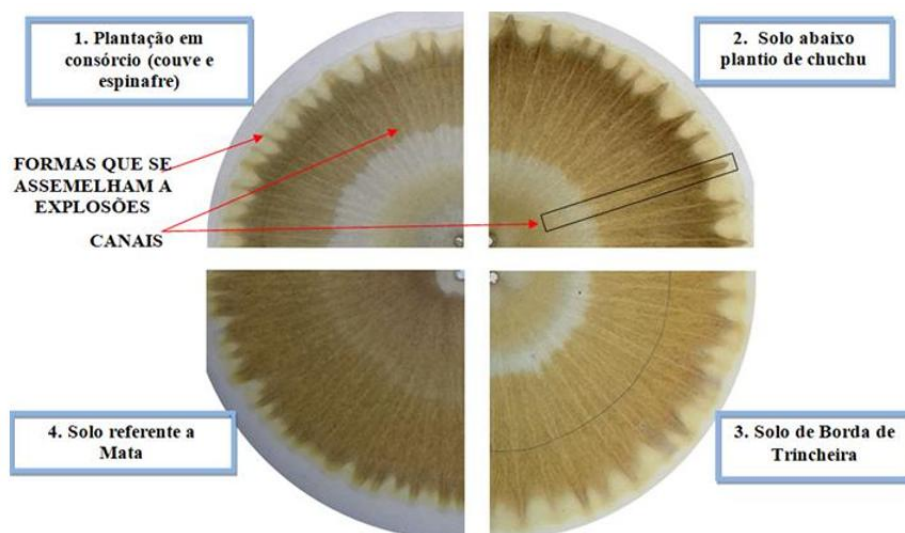 1. Plantação em
consórcio (couve e
espinafre)
2. Solo abaixo
plantio de chuchu
FORMAS QUE SE
ASSEMELHAM A
EXPLOSÕES
CANAIS
4. Solo referente a
Mata
3. Solo de Borda de
Trincheira